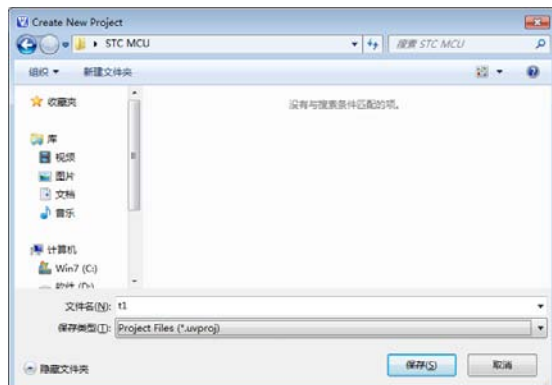 Create New Project
STC MCU
搜索 STC MCU
组织
新建文件夹
收藏夹
没有与搜索条件匹配的项。
库
视频
图片
文档
音乐
计算机
Win7 (C:)
软件 (D:)
文件名(N): t1
保存类型(T): Project Files (*.uvproj)
隐藏文件夹
保存(S)
取消